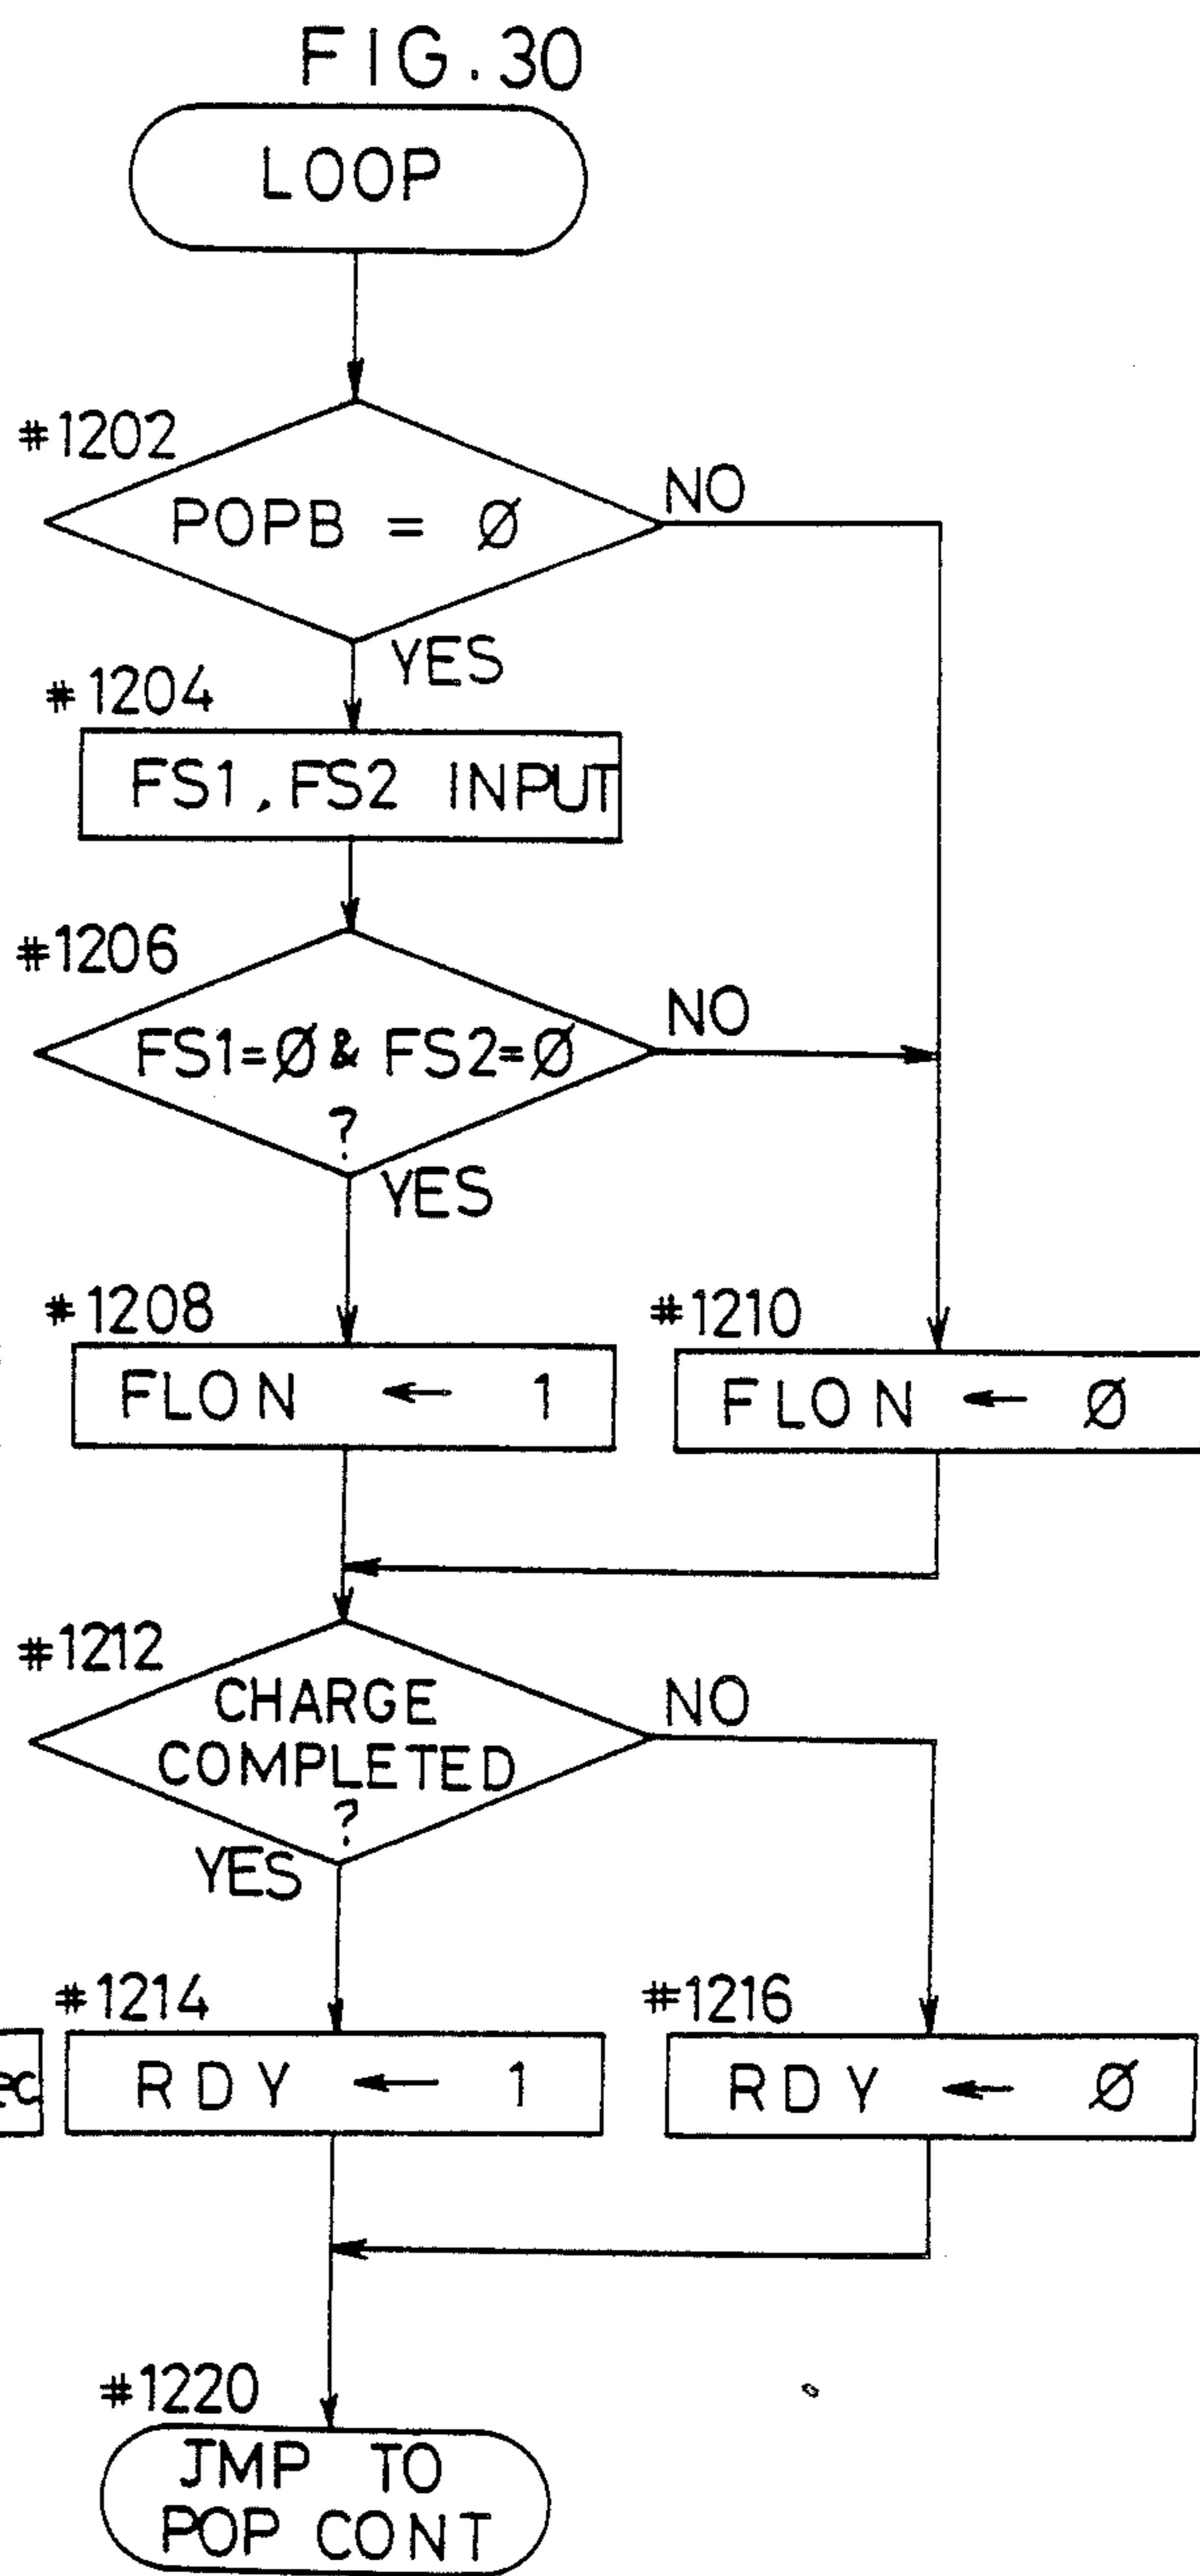 FIG. 30
LOOP
#1202
POPB = Ø
NO
YES
#1204
FS1, FS2 INPUT
#1206
FS1=Ø & FS2=Ø
?
NO
YES
#1208
FLON ← 1
#1210
FLON ← Ø
#1212
CHARGE
COMPLETED
?
NO
YES
#1214
RDY ← 1
#1216
RDY ← Ø
#1220
JMP TO
POP CONT